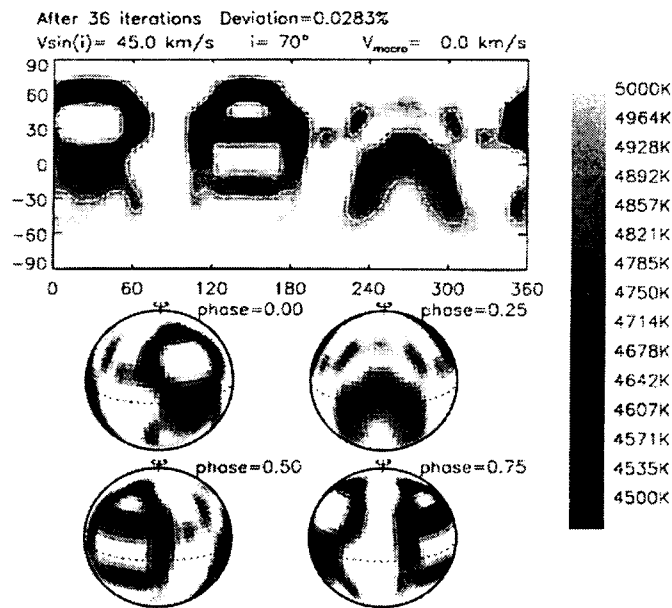 After 36 iterations Deviation=0.0283%
Vsin(i)= 45.0 km/s i= 70° Vmacro= 0.0 km/s
90
60
30
0
-30
-60
-90
0 60 120 180 240 300 360
5000K
4964K
4928K
4892K
4857K
4821K
4785K
4750K
4714K
4678K
4642K
4607K
4571K
4535K
4500K
phase=0.00 phase=0.25
phase=0.50 phase=0.75